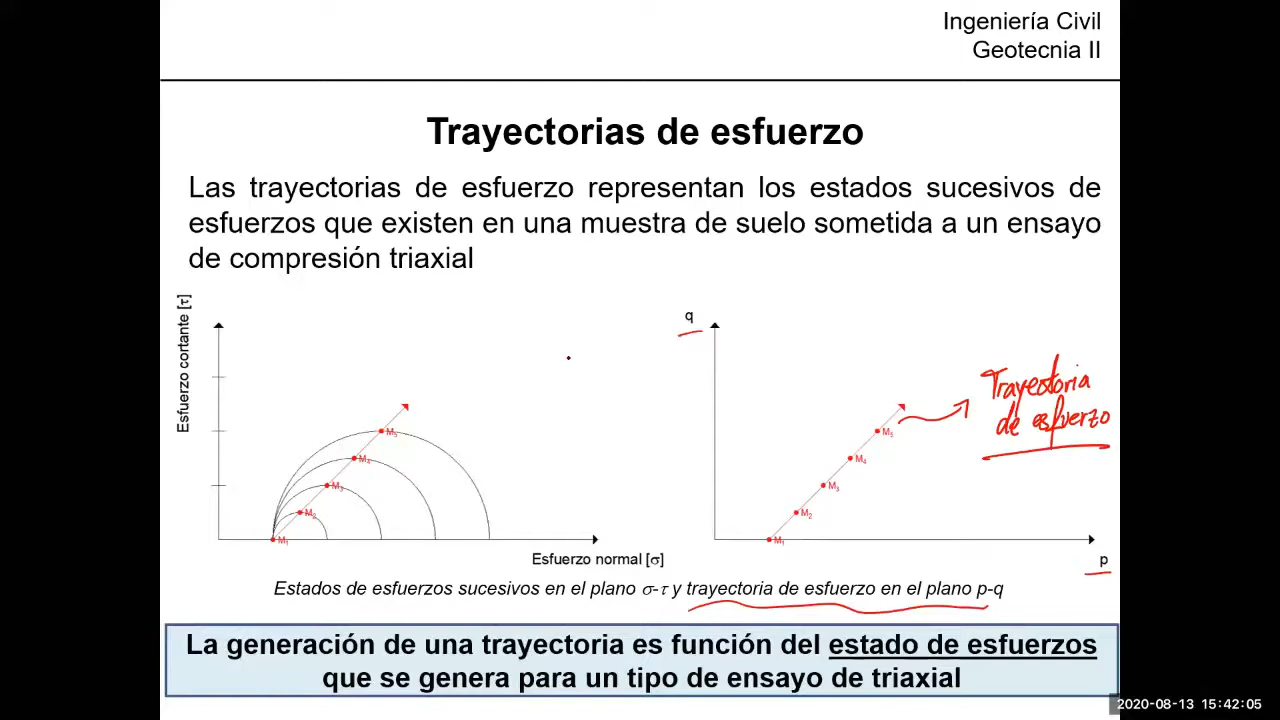 Ingeniería Civil
Geotecnia II
Trayectorias de esfuerzo
Las trayectorias de esfuerzo representan los estados sucesivos de
esfuerzos que existen en una muestra de suelo sometida a un ensayo
de compresión triaxial
Esfuerzo cortante [τ]
M5
M4
M3
M2
M1
Esfuerzo normal [σ]
q
Trayectoria
de esfuerzo
M5
M4
M3
M2
M1
p
Estados de esfuerzos sucesivos en el plano σ-τ y trayectoria de esfuerzo en el plano p-q
La generación de una trayectoria es función del estado de esfuerzos
que se genera para un tipo de ensayo de triaxial
2020-08-13 15:42:05